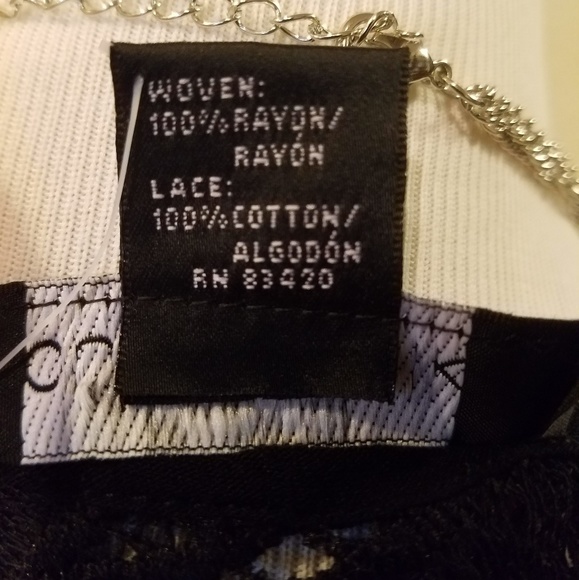 WOVEN:
100% RAYON/
RAYÓN
LACE:
100% COTTON/
ALGODÓN
RN 83420